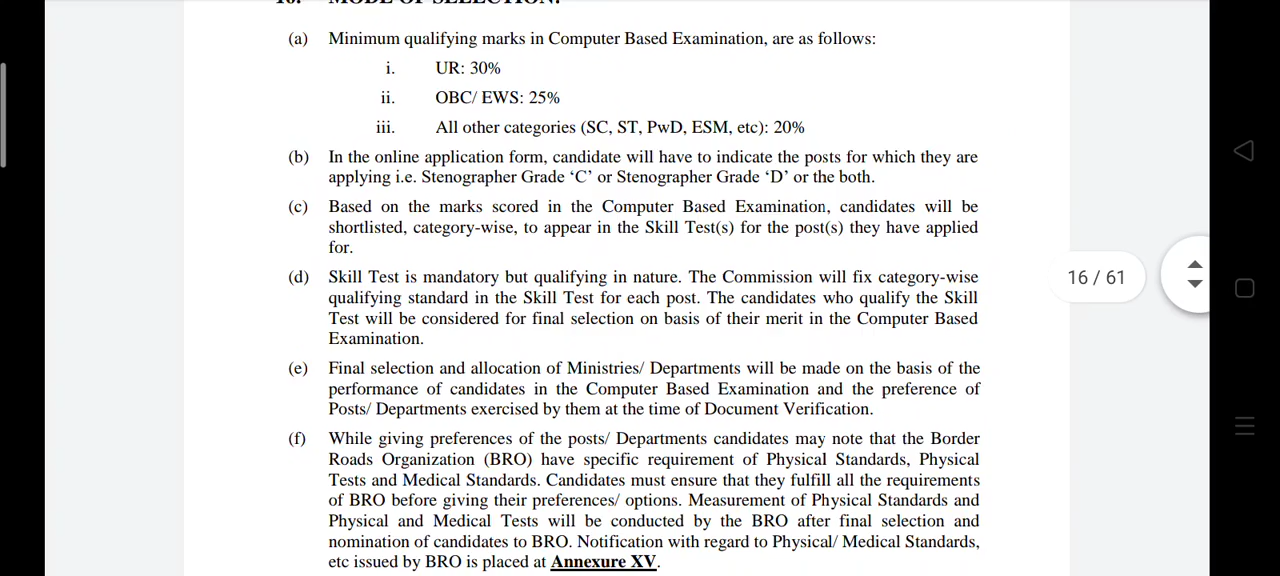 16. MODE OF SELECTION:
(a) Minimum qualifying marks in Computer Based Examination, are as follows:
i. UR: 30%
ii. OBC/ EWS: 25%
iii. All other categories (SC, ST, PwD, ESM, etc): 20%
(b) In the online application form, candidate will have to indicate the posts for which they are
applying i.e. Stenographer Grade ‘C’ or Stenographer Grade ‘D’ or the both.
(c) Based on the marks scored in the Computer Based Examination, candidates will be
shortlisted, category-wise, to appear in the Skill Test(s) for the post(s) they have applied
for.
(d) Skill Test is mandatory but qualifying in nature. The Commission will fix category-wise
qualifying standard in the Skill Test for each post. The candidates who qualify the Skill
Test will be considered for final selection on basis of their merit in the Computer Based
Examination.
(e) Final selection and allocation of Ministries/ Departments will be made on the basis of the
performance of candidates in the Computer Based Examination and the preference of
Posts/ Departments exercised by them at the time of Document Verification.
(f) While giving preferences of the posts/ Departments candidates may note that the Border
Roads Organization (BRO) have specific requirement of Physical Standards, Physical
Tests and Medical Standards. Candidates must ensure that they fulfill all the requirements
of BRO before giving their preferences/ options. Measurement of Physical Standards and
Physical and Medical Tests will be conducted by the BRO after final selection and
nomination of candidates to BRO. Notification with regard to Physical/ Medical Standards,
etc issued by BRO is placed at Annexure XV.
16 / 61